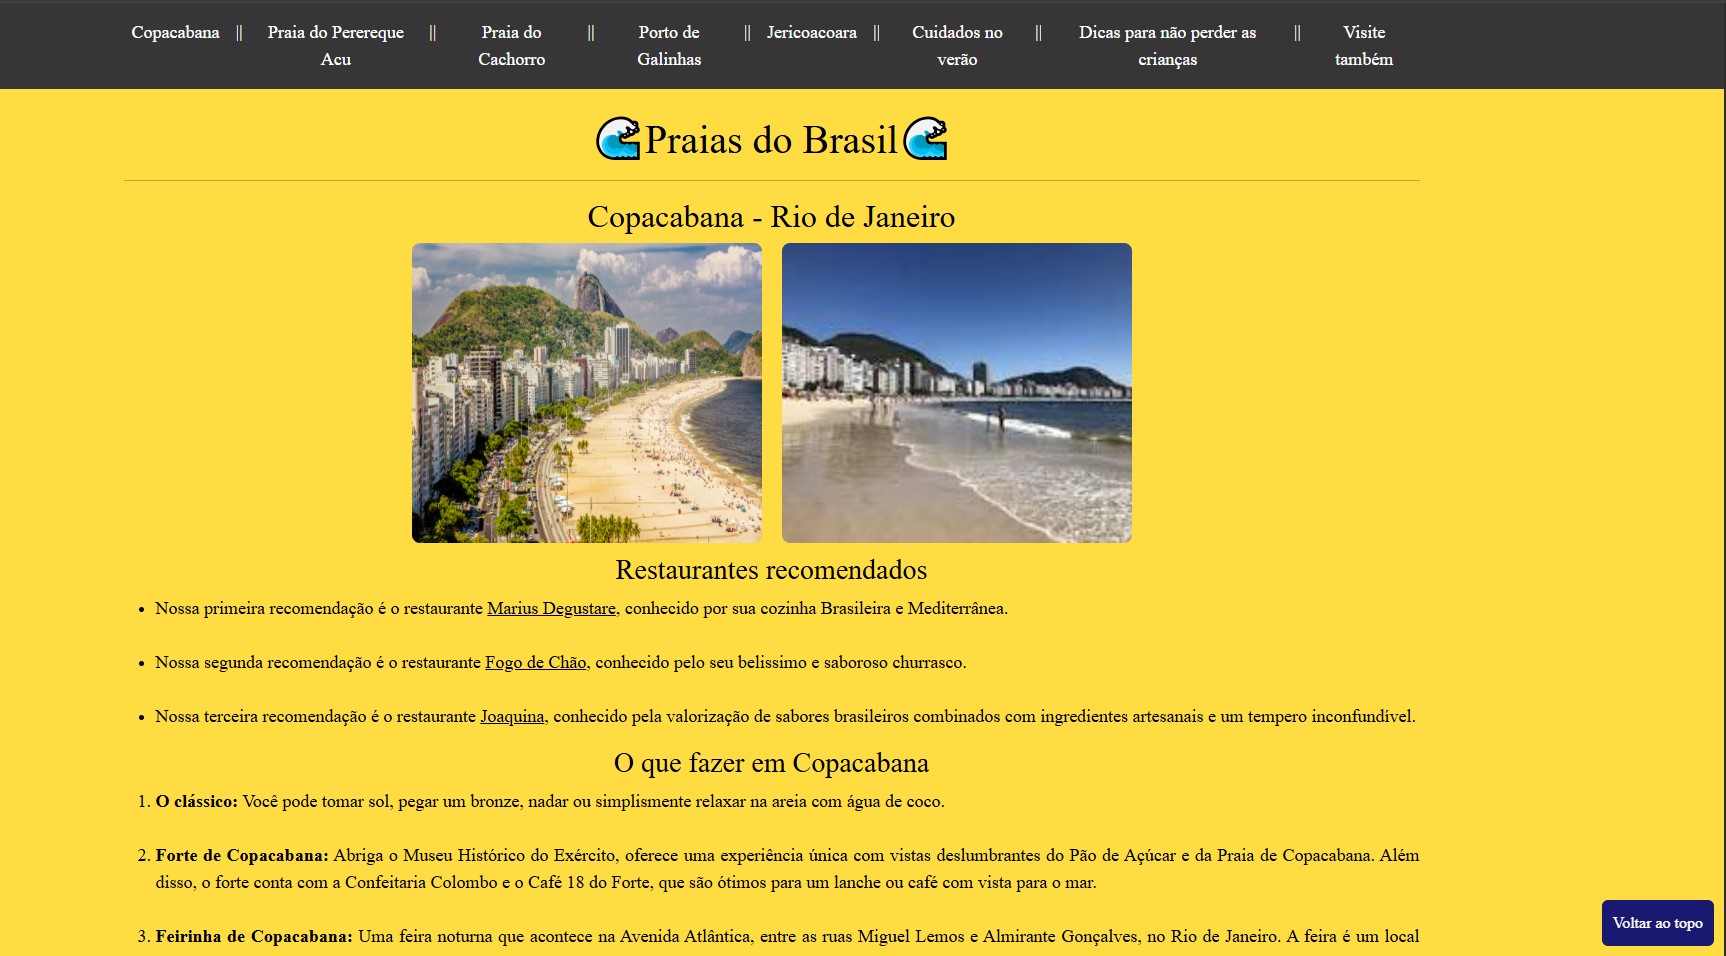 Copacabana || Praia do Perereque Acu || Praia do Cachorro || Porto de Galinhas || Jericoacoara || Cuidados no verão || Dicas para não perder as crianças || Visite também
Praias do Brasil
Copacabana - Rio de Janeiro
Restaurantes recomendados
• Nossa primeira recomendação é o restaurante Marius Degustare, conhecido por sua cozinha Brasileira e Mediterrânea.
• Nossa segunda recomendação é o restaurante Fogo de Chão, conhecido pelo seu belissimo e saboroso churrasco.
• Nossa terceira recomendação é o restaurante Joaquina, conhecido pela valorização de sabores brasileiros combinados com ingredientes artesanais e um tempero inconfundível.
O que fazer em Copacabana
1. O clássico: Você pode tomar sol, pegar um bronze, nadar ou simplismente relaxar na areia com água de coco.
2. Forte de Copacabana: Abriga o Museu Histórico do Exército, oferece uma experiência única com vistas deslumbrantes do Pão de Açúcar e da Praia de Copacabana. Além
disso, o forte conta com a Confeitaria Colombo e o Café 18 do Forte, que são ótimos para um lanche ou café com vista para o mar.
3. Feirinha de Copacabana: Uma feira noturna que acontece na Avenida Atlântica, entre as ruas Miguel Lemos e Almirante Gonçalves, no Rio de Janeiro. A feira é um local
Voltar ao topo